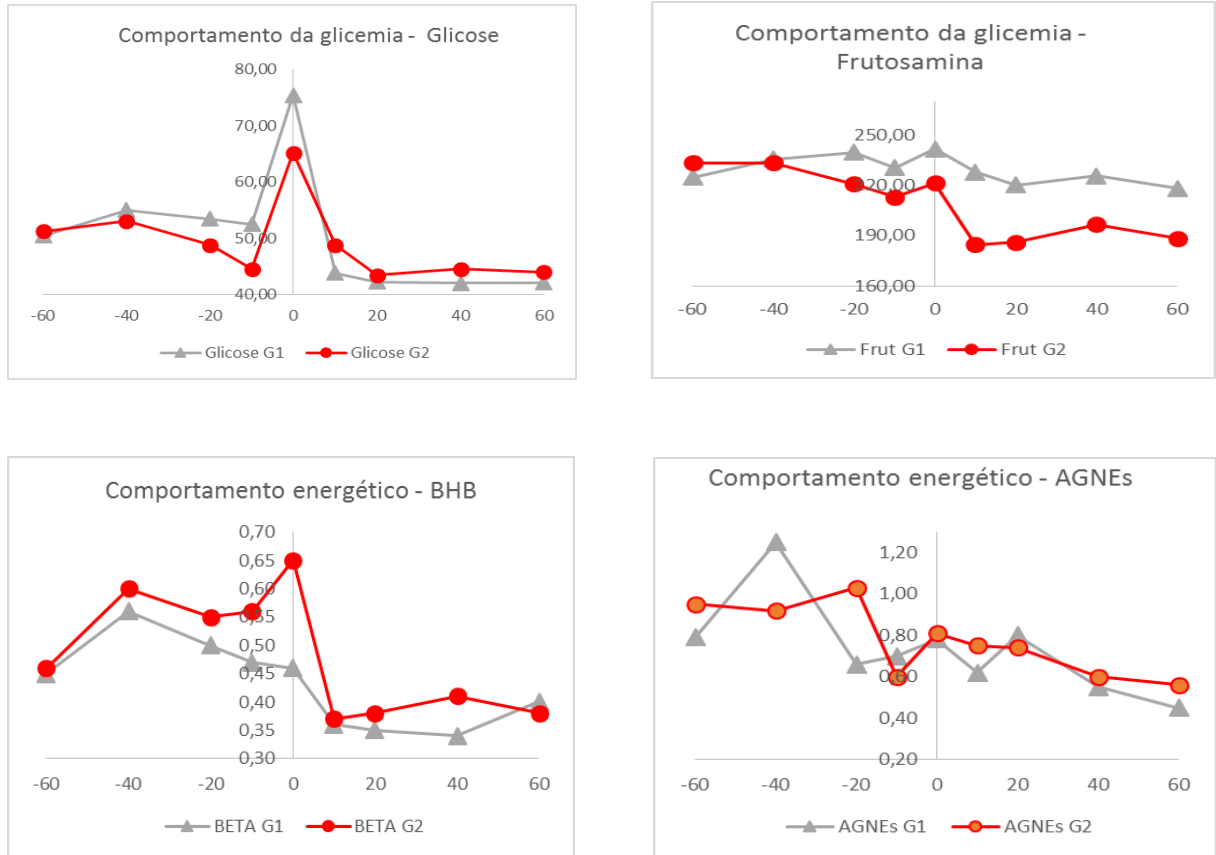 Comportamento da glicemia - Glicose
80,00
70,00
60,00
50,00
40,00
-60 -40 -20 0 20 40 60
Glicose G1 Glicose G2
Comportamento da glicemia -
Frutosamina
250,00
220,00
190,00
160,00
-60 -40 -20 0 20 40 60
Frut G1 Frut G2
Comportamento energético - BHB
0,70
0,65
0,60
0,55
0,50
0,45
0,40
0,35
0,30
-60 -40 -20 0 20 40 60
BETA G1 BETA G2
Comportamento energético - AGNEs
1,20
1,00
0,80
0,60
0,40
0,20
-60 -40 -20 0 20 40 60
AGNEs G1 AGNEs G2